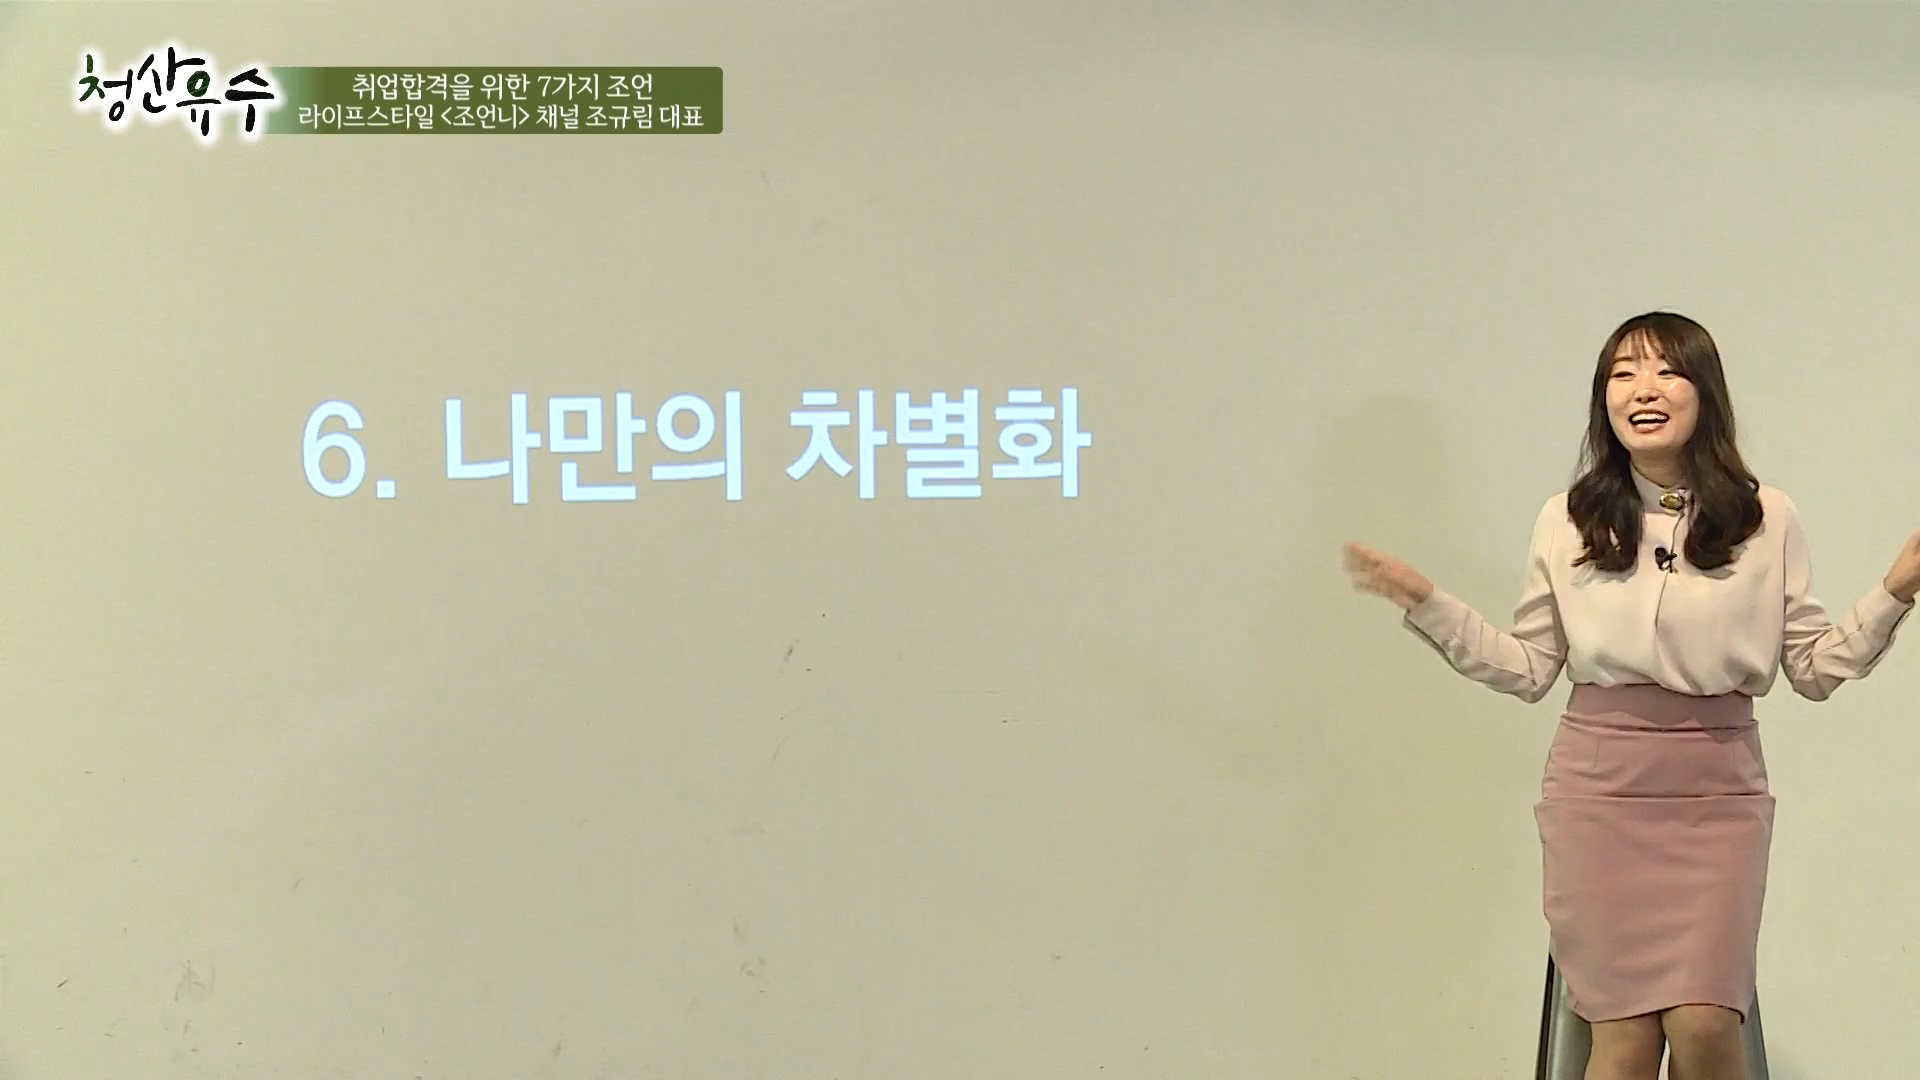 청산유수
취업합격을 위한 7가지 조언
라이프스타일 <조언니> 채널 조규림 대표
6. 나만의 차별화